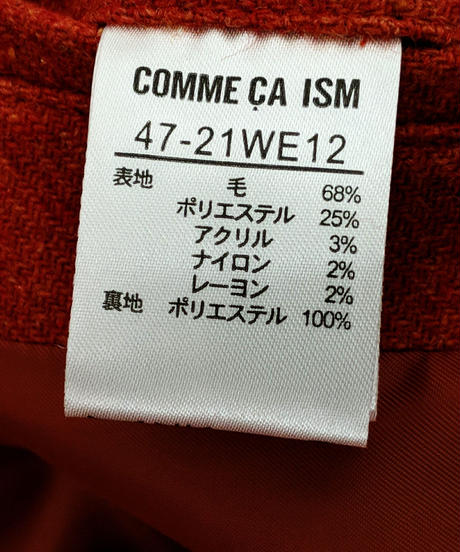 COMME ÇA ISM
47-21WE12
表地 毛 68%
ポリエステル 25%
アクリル 3%
ナイロン 2%
レーヨン 2%
裏地 ポリエステル 100%